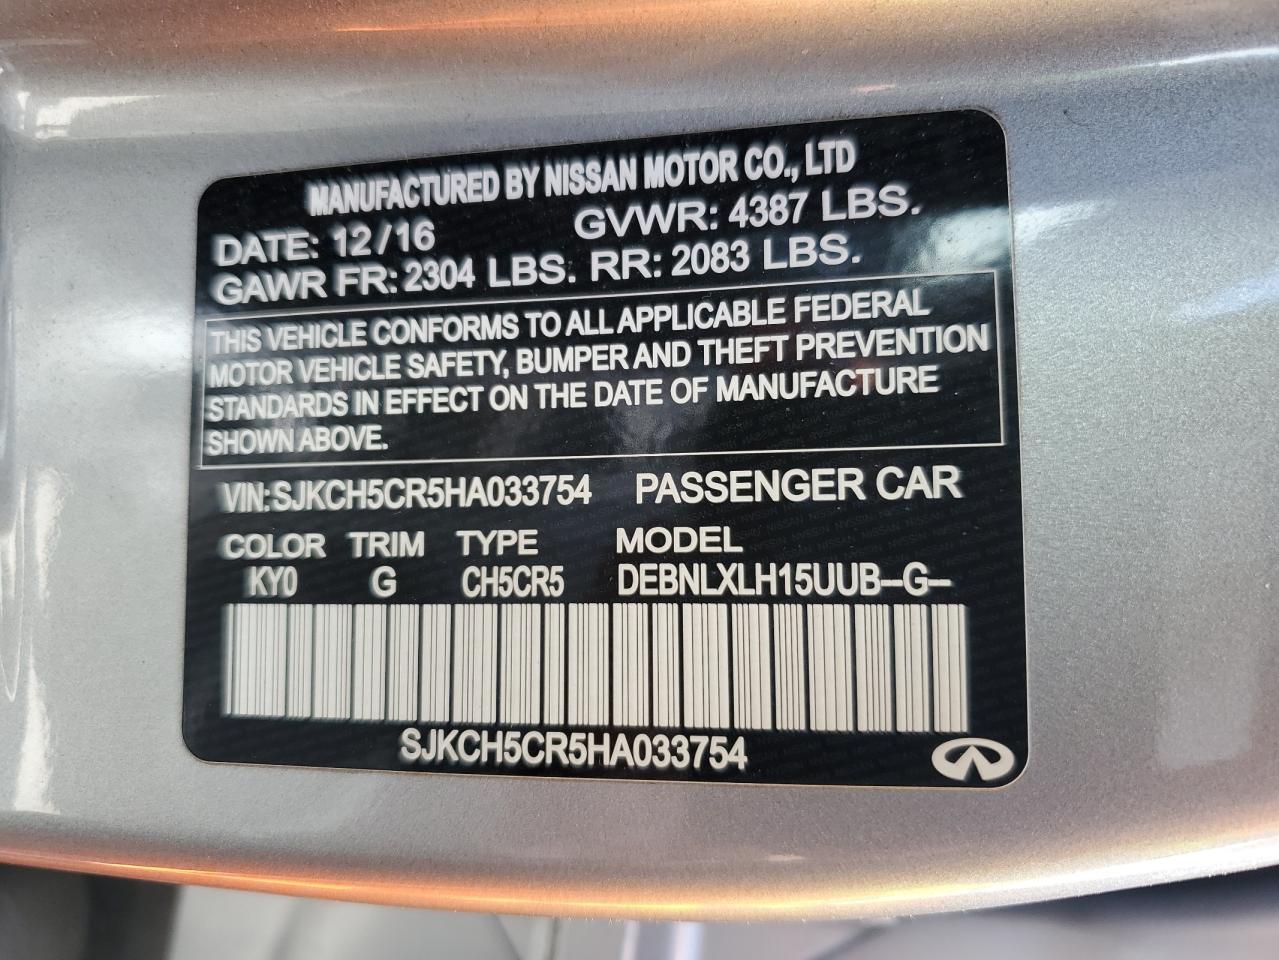 MANUFACTURED BY NISSAN MOTOR CO., LTD
DATE: 12/16 GVWR: 4387 LBS.
GAWR FR: 2304 LBS. RR: 2083 LBS.
THIS VEHICLE CONFORMS TO ALL APPLICABLE FEDERAL
MOTOR VEHICLE SAFETY, BUMPER AND THEFT PREVENTION
STANDARDS IN EFFECT ON THE DATE OF MANUFACTURE
SHOWN ABOVE.
VIN: SJKCH5CR5HA033754 PASSENGER CAR
COLOR TRIM TYPE MODEL
KY0 G CH5CR5 DEBNLXLH15UUB--G--
SJKCH5CR5HA033754